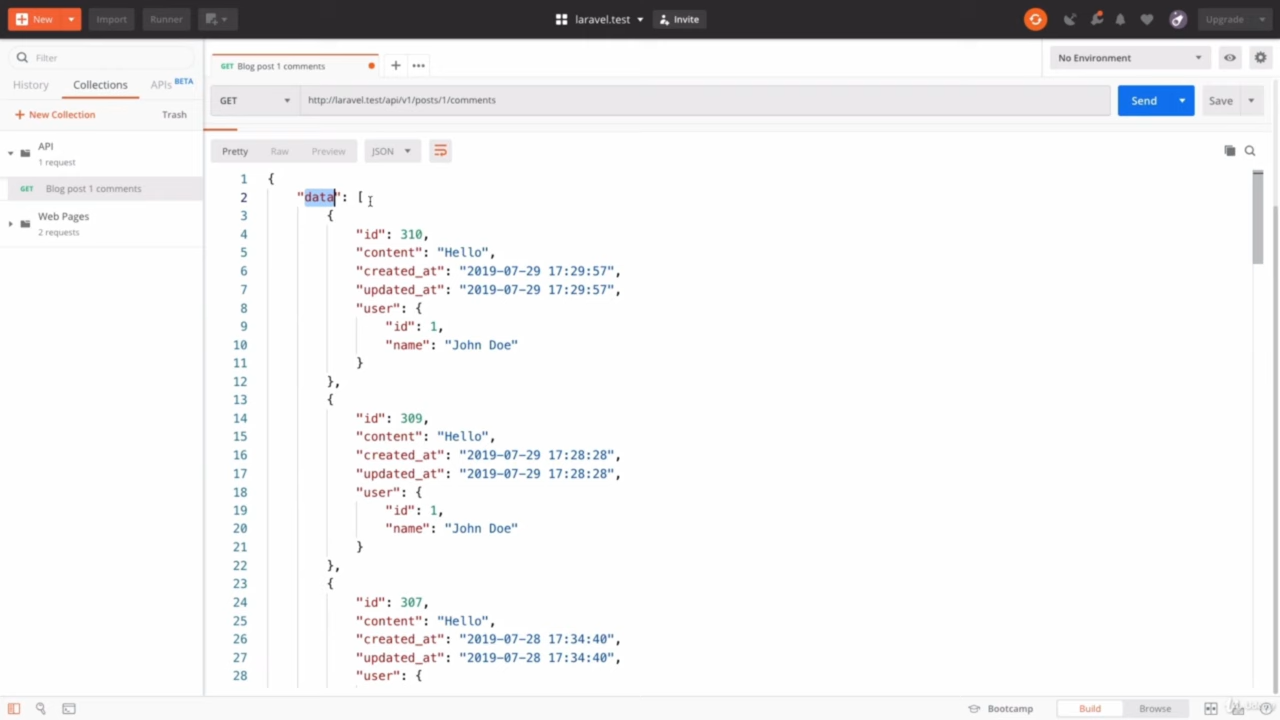 New Import Runner laravel.test Invite Upgrade
Filter
History Collections APIs BETA
New Collection Trash
API
1 request
GET Blog post 1 comments
Web Pages
2 requests
GET Blog post 1 comments
No Environment
GET http://laravel.test/api/v1/posts/1/comments Send Save
Pretty Raw Preview JSON
1 {
2 "data": [
3 {
4 "id": 310,
5 "content": "Hello",
6 "created_at": "2019-07-29 17:29:57",
7 "updated_at": "2019-07-29 17:29:57",
8 "user": {
9 "id": 1,
10 "name": "John Doe"
11 }
12 },
13 {
14 "id": 309,
15 "content": "Hello",
16 "created_at": "2019-07-29 17:28:28",
17 "updated_at": "2019-07-29 17:28:28",
18 "user": {
19 "id": 1,
20 "name": "John Doe"
21 }
22 },
23 {
24 "id": 307,
25 "content": "Hello",
26 "created_at": "2019-07-28 17:34:40",
27 "updated_at": "2019-07-28 17:34:40",
28 "user": {
Bootcamp Build Browse